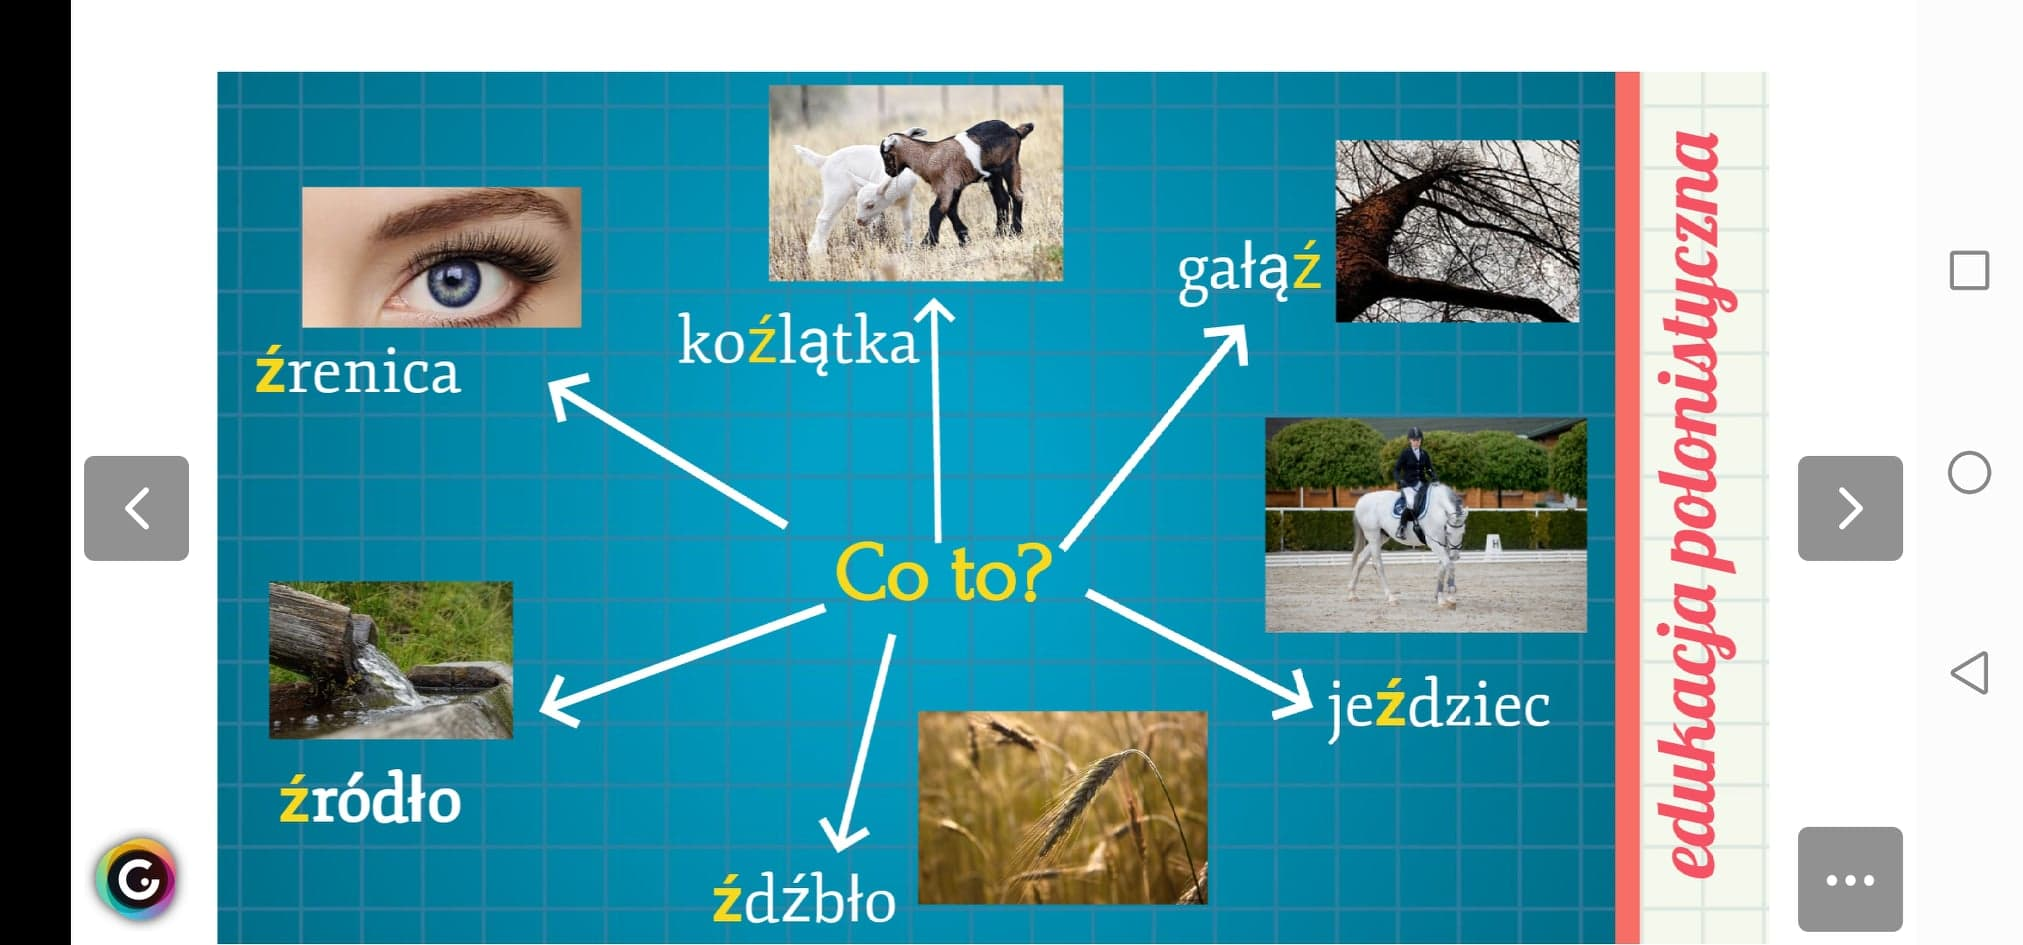 gałąź
koźlątka
źrenica
Co to?
jeździec
źródło
źdźbło
edukacja polonistyczna
H